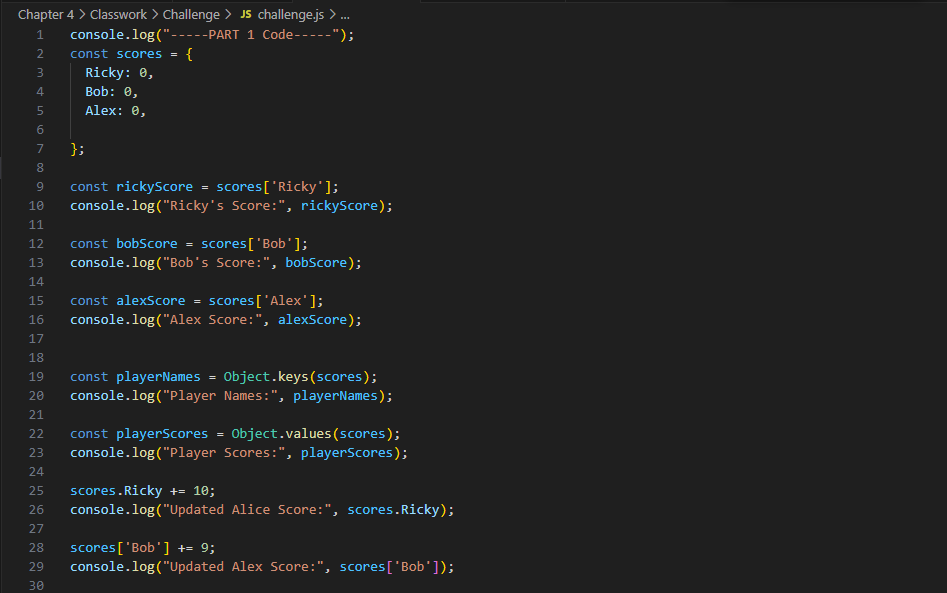 Chapter 4 > Classwork > Challenge > JS challenge.js > ...
1 console.log("-----PART 1 Code-----");
2 const scores = {
3   Ricky: 0,
4   Bob: 0,
5   Alex: 0,
6
7 };
8
9 const rickyScore = scores['Ricky'];
10 console.log("Ricky's Score:", rickyScore);
11
12 const bobScore = scores['Bob'];
13 console.log("Bob's Score:", bobScore);
14
15 const alexScore = scores['Alex'];
16 console.log("Alex Score:", alexScore);
17
18
19 const playerNames = Object.keys(scores);
20 console.log("Player Names:", playerNames);
21
22 const playerScores = Object.values(scores);
23 console.log("Player Scores:", playerScores);
24
25 scores.Ricky += 10;
26 console.log("Updated Alice Score:", scores.Ricky);
27
28 scores['Bob'] += 9;
29 console.log("Updated Alex Score:", scores['Bob']);
30